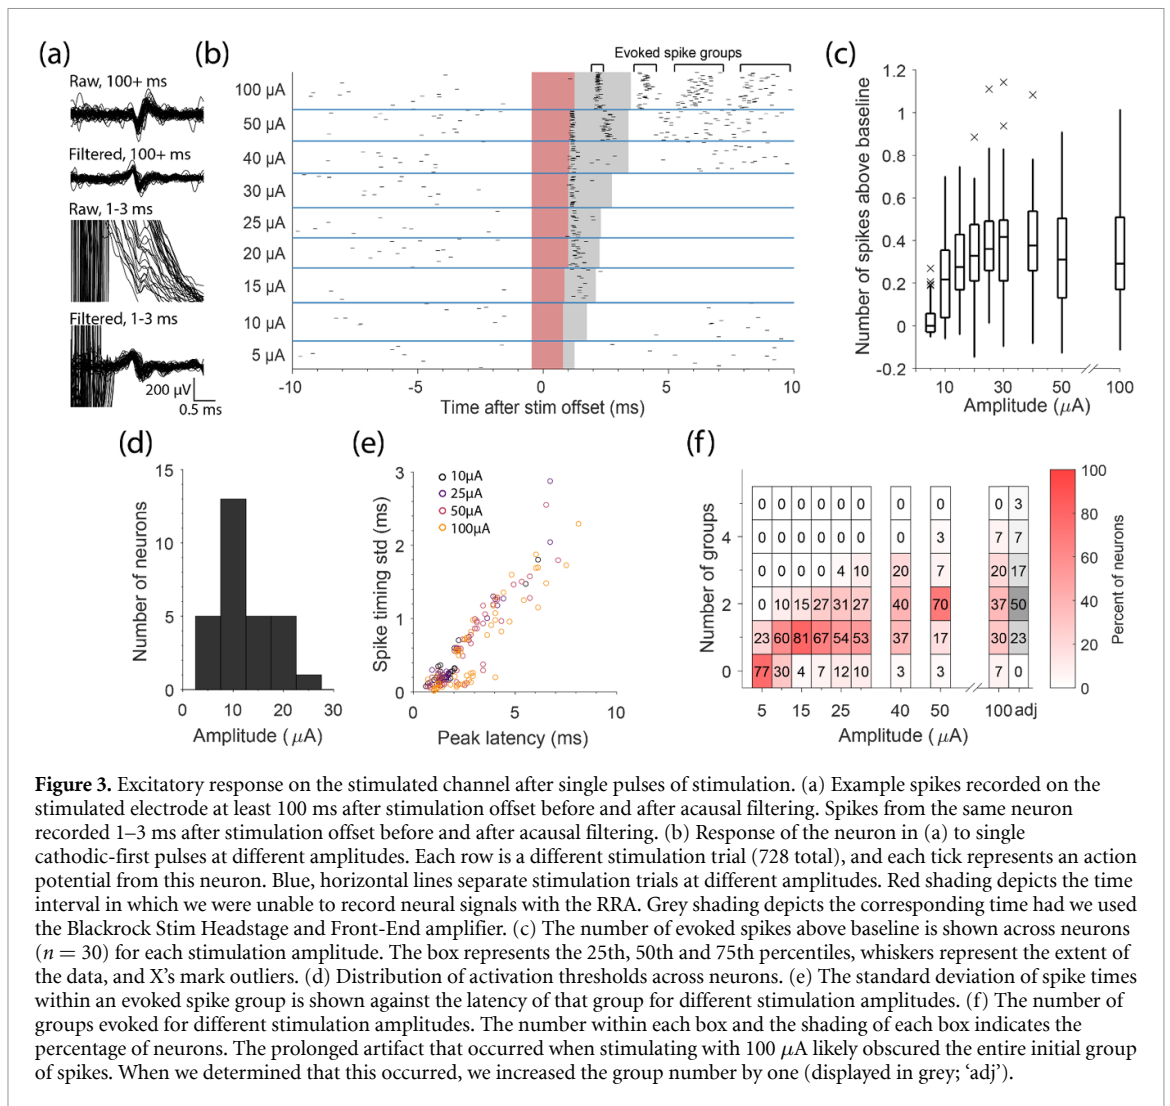 (a)
Raw, 100+ ms
Filtered, 100+ ms
Raw, 1-3 ms
Filtered, 1-3 ms
200 µV
0.5 ms
(b)
Evoked spike groups
100 µA
50 µA
40 µA
30 µA
25 µA
20 µA
15 µA
10 µA
5 µA
-10 -5 0 5 10
Time after stim offset (ms)
(c)
Number of spikes above baseline
1.2
1
0.8
0.6
0.4
0.2
0
-0.2
10 30 50 100
Amplitude (µA)
(d)
Number of neurons
15
10
5
0
0 10 20 30
Amplitude (µA)
(e)
Spike timing std (ms)
3
2
1
0
10µA
25µA
50µA
100µA
0 5 10
Peak latency (ms)
(f)
Number of groups
0 0 0 0 0 0 0 0 0 3
4 0 0 0 0 0 0 0 3 7 7
0 0 0 0 4 10 20 7 20 17
2 0 10 15 27 31 27 40 70 37 50
23 60 81 67 54 53 37 17 30 23
0 77 30 4 7 12 10 3 3 7 0
5 15 25 40 50 100 adj
Amplitude (µA)
100
80
60
40
20
0
Percent of neurons
Figure 3. Excitatory response on the stimulated channel after single pulses of stimulation. (a) Example spikes recorded on the
stimulated electrode at least 100 ms after stimulation offset before and after acausal filtering. Spikes from the same neuron
recorded 1–3 ms after stimulation offset before and after acausal filtering. (b) Response of the neuron in (a) to single
cathodic-first pulses at different amplitudes. Each row is a different stimulation trial (728 total), and each tick represents an action
potential from this neuron. Blue, horizontal lines separate stimulation trials at different amplitudes. Red shading depicts the time
interval in which we were unable to record neural signals with the RRA. Grey shading depicts the corresponding time had we used
the Blackrock Stim Headstage and Front-End amplifier. (c) The number of evoked spikes above baseline is shown across neurons
(n = 30) for each stimulation amplitude. The box represents the 25th, 50th and 75th percentiles, whiskers represent the extent of
the data, and X's mark outliers. (d) Distribution of activation thresholds across neurons. (e) The standard deviation of spike times
within an evoked spike group is shown against the latency of that group for different stimulation amplitudes. (f) The number of
groups evoked for different stimulation amplitudes. The number within each box and the shading of each box indicates the
percentage of neurons. The prolonged artifact that occurred when stimulating with 100 µA likely obscured the entire initial group
of spikes. When we determined that this occurred, we increased the group number by one (displayed in grey; 'adj').